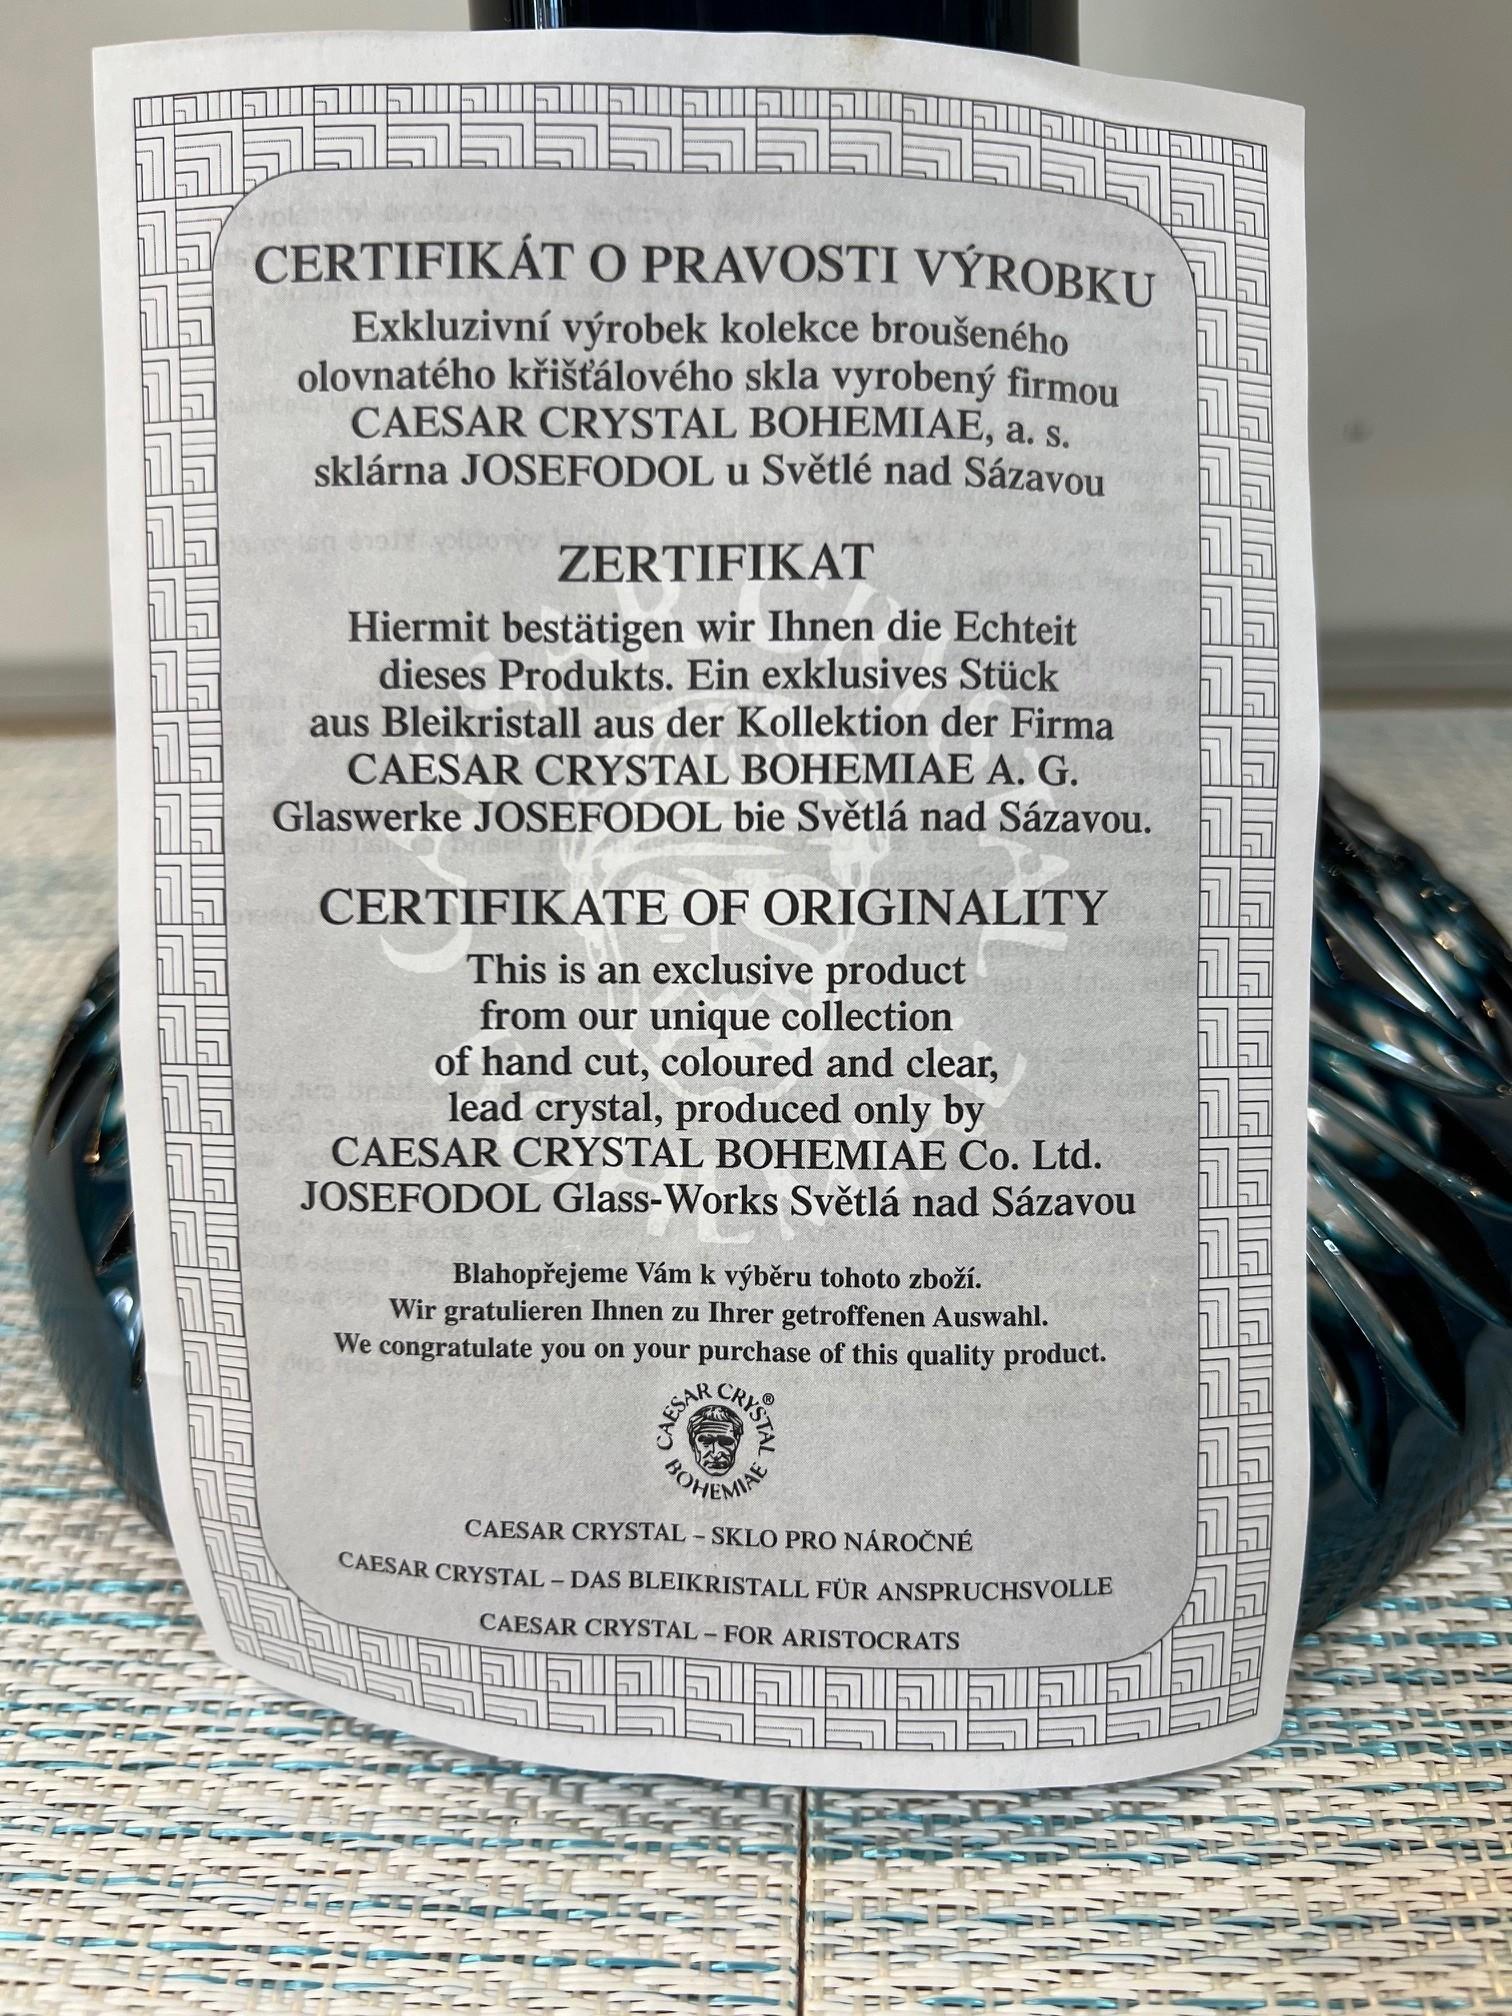 CERTIFIKÁT O PRAVOSTI VÝROBKU
Exkluzivní výrobek kolekce broušeného
olovnatého křišťálového skla vyrobený firmou
CAESAR CRYSTAL BOHEMIAE, a. s.
sklárna JOSEFODOL u Světlé nad Sázavou
ZERTIFIKAT
Hiermit bestätigen wir Ihnen die Echteit
dieses Produkts. Ein exklusives Stück
aus Bleikristall aus der Kollektion der Firma
CAESAR CRYSTAL BOHEMIAE A. G.
Glaswerke JOSEFODOL bie Světlá nad Sázavou.
CERTIFIKATE OF ORIGINALITY
This is an exclusive product
from our unique collection
of hand cut, coloured and clear,
lead crystal, produced only by
CAESAR CRYSTAL BOHEMIAE Co. Ltd.
JOSEFODOL Glass-Works Světlá nad Sázavou
Blahopřejeme Vám k výběru tohoto zboží.
Wir gratulieren Ihnen zu Ihrer getroffenen Auswahl.
We congratulate you on your purchase of this quality product.
CAESAR CRYSTAL®
BOHEMIAE
CAESAR CRYSTAL – SKLO PRO NÁROČNÉ
CAESAR CRYSTAL – DAS BLEIKRISTALL FÜR ANSPRUCHSVOLLE
CAESAR CRYSTAL – FOR ARISTOCRATS